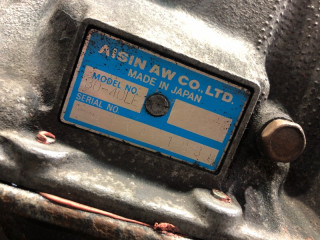 AISIN AW CO., LTD.
MADE IN JAPAN
MODEL NO.
SERIAL NO.